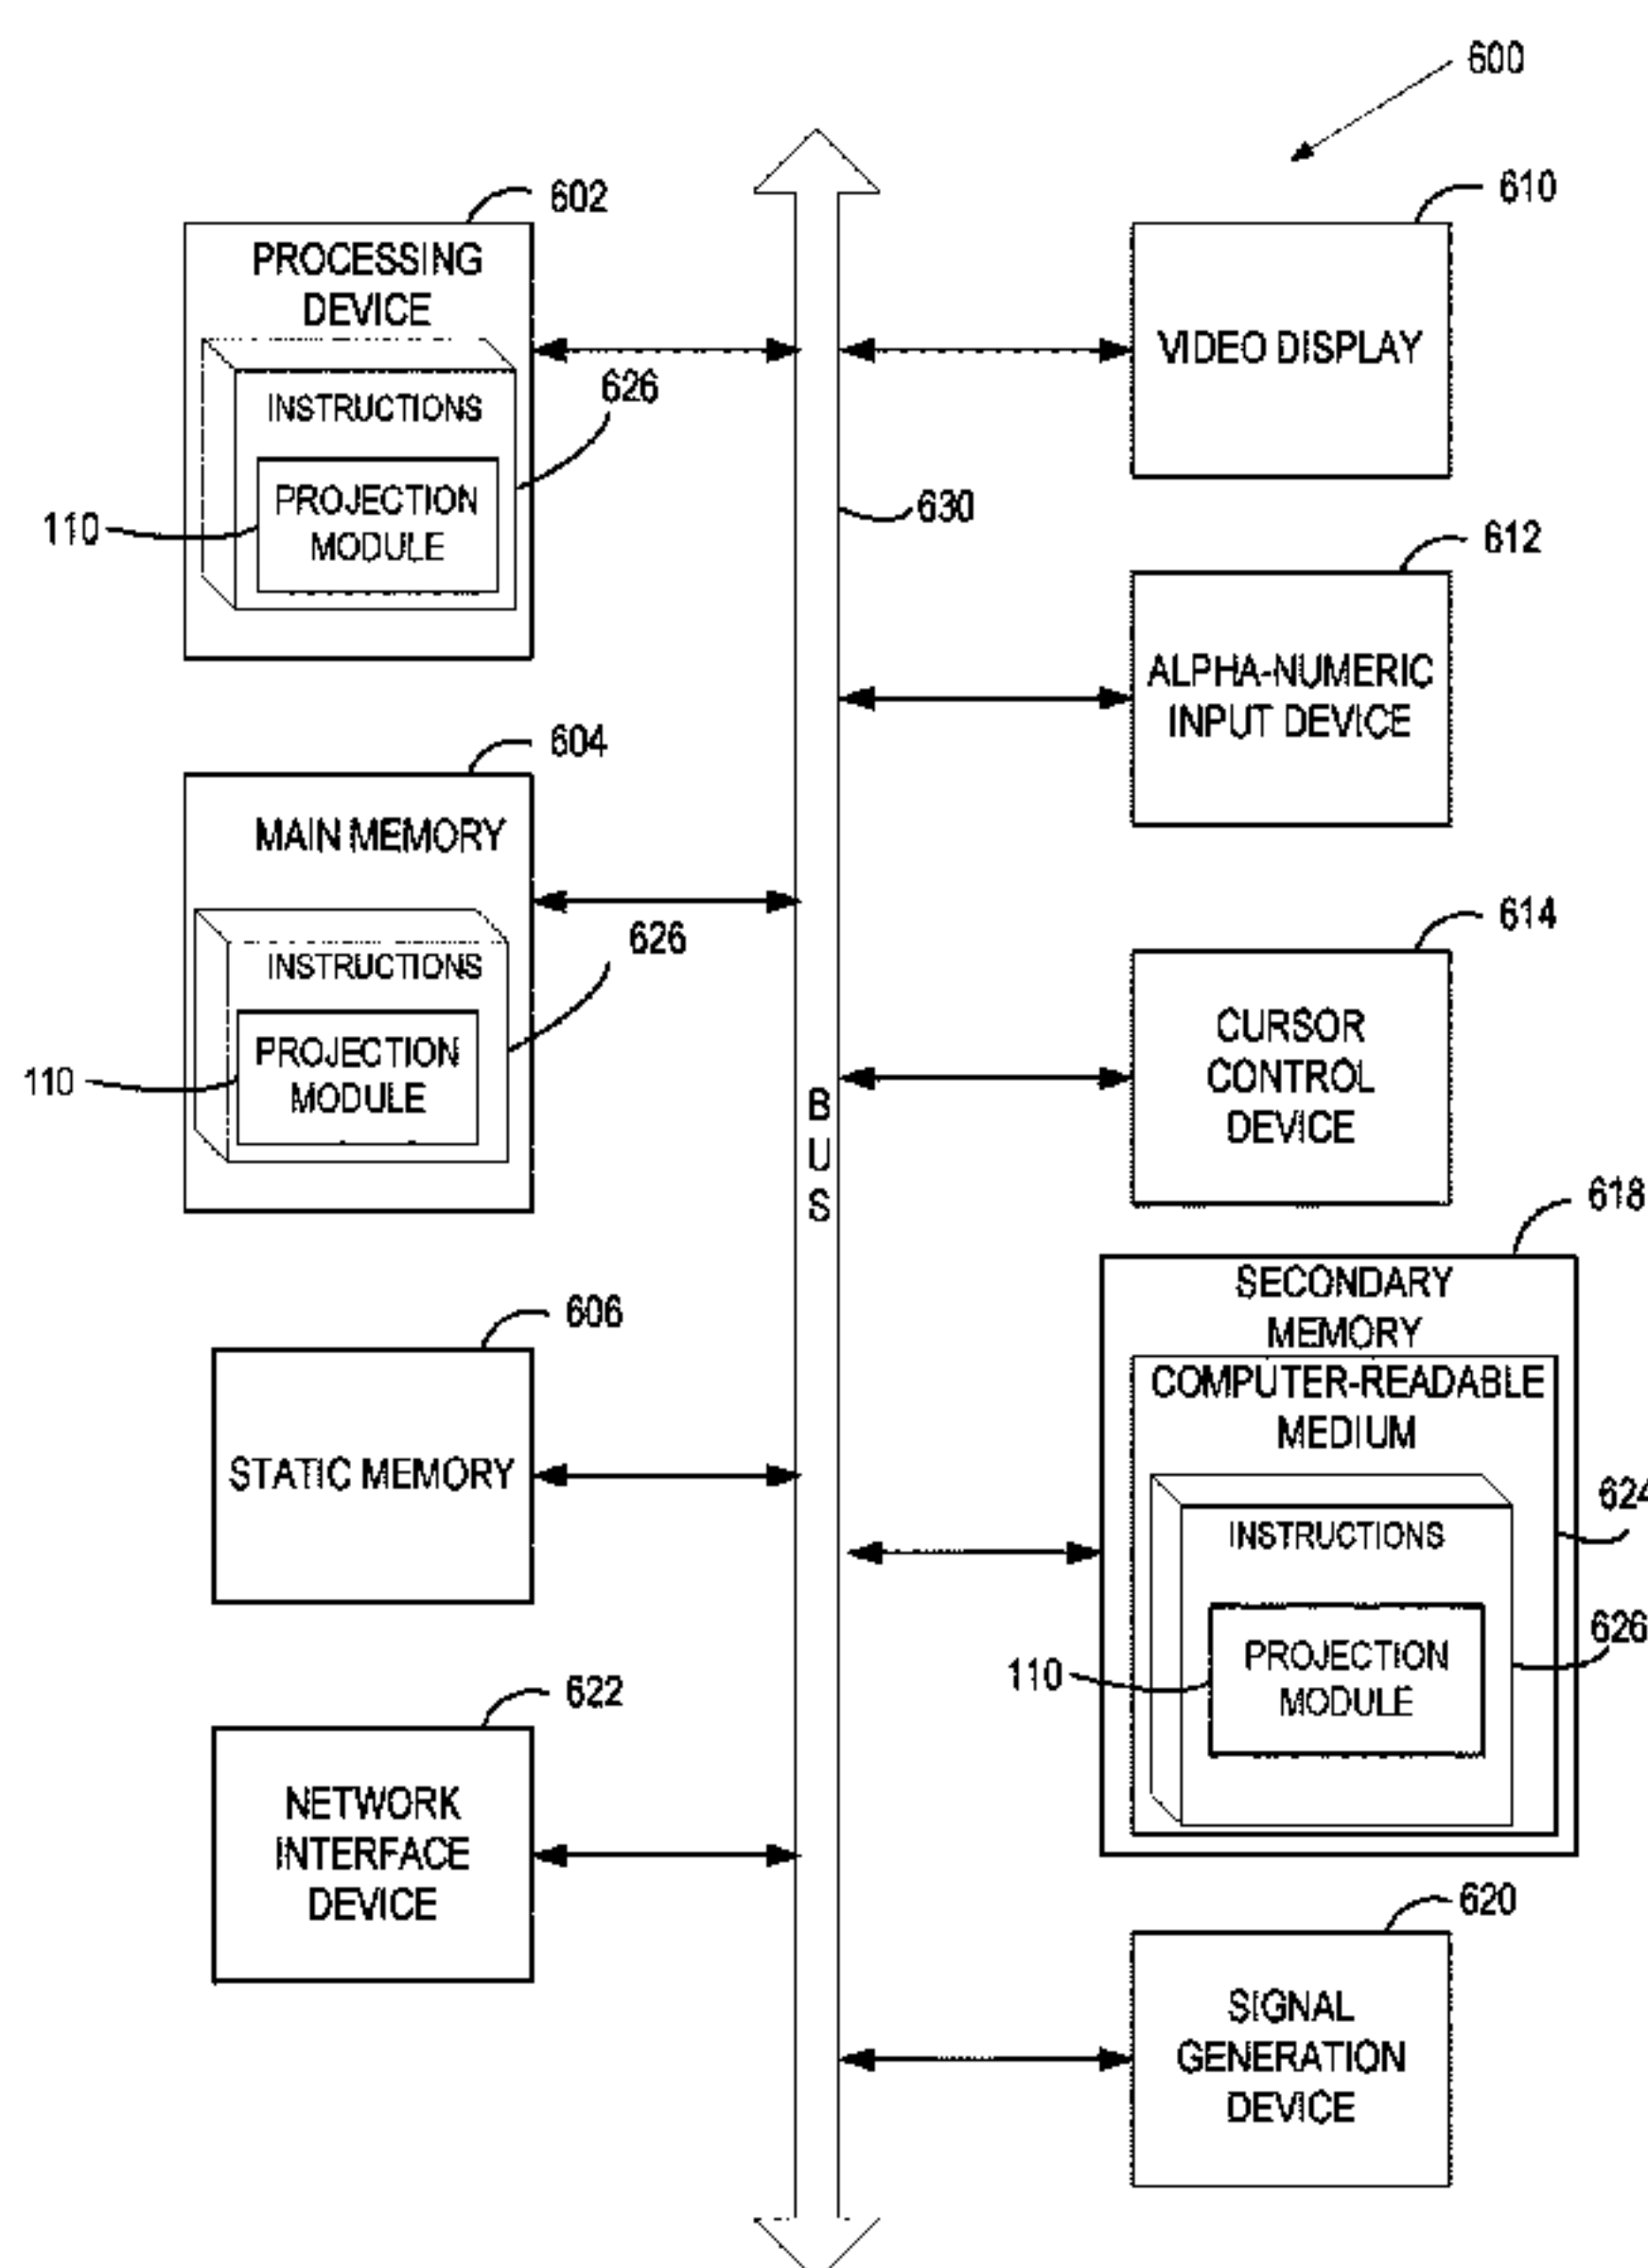 600
602
PROCESSING
DEVICE
INSTRUCTIONS
626
PROJECTION
MODULE
110
604
MAIN MEMORY
INSTRUCTIONS
626
PROJECTION
MODULE
110
606
STATIC MEMORY
622
NETWORK
INTERFACE
DEVICE
630
B
U
S
610
VIDEO DISPLAY
612
ALPHA-NUMERIC
INPUT DEVICE
614
CURSOR
CONTROL
DEVICE
618
SECONDARY
MEMORY
COMPUTER-READABLE
MEDIUM
624
INSTRUCTIONS
626
PROJECTION
MODULE
110
620
SIGNAL
GENERATION
DEVICE